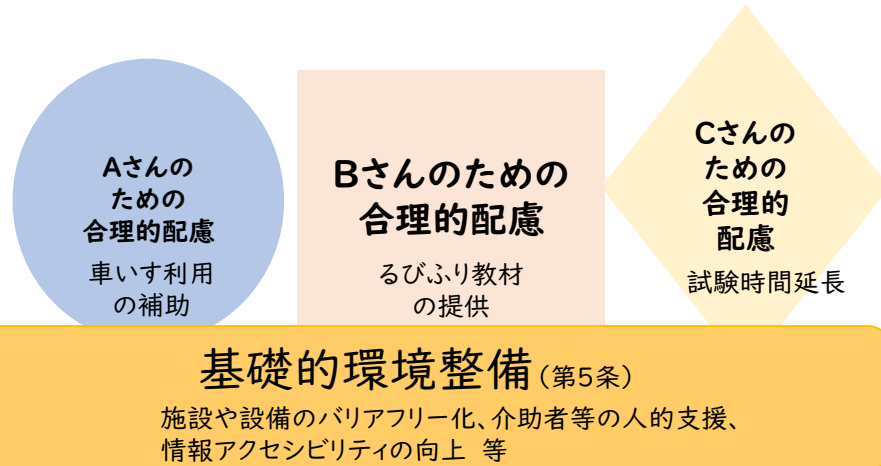 Aさんの
ための
合理的配慮
車いす利用
の補助
Bさんのための
合理的配慮
るびふり教材
の提供
Cさんの
ための
合理的
配慮
試験時間延長
基礎的環境整備(第5条)
施設や設備のバリアフリー化、介助者等の人的支援、
情報アクセシビリティの向上 等